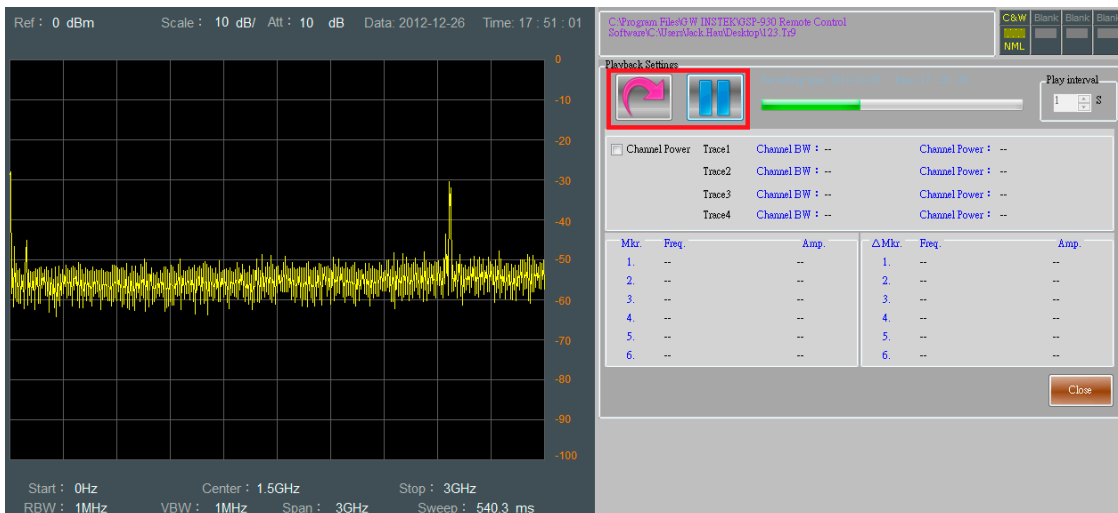 Ref : 0 dBm Scale : 10 dB/ Att : 10 dB Data: 2012-12-26 Time: 17 : 51 : 01
0
-10
-20
-30
-40
-50
-60
-70
-80
-90
-100
Start : 0Hz Center : 1.5GHz Stop : 3GHz
RBW : 1MHz VBW : 1MHz Span : 3GHz Sweep : 540.3 ms
C:\Program Files\GW INSTEK\GSP-930 Remote Control
Software\C:\Users\Jack.Hau\Desktop\123.Tr9
C&W Blank Blank Blank
NML
Playback Settings
Play interval
1 S
Channel Power Trace1 Channel BW : -- Channel Power : --
Trace2 Channel BW : -- Channel Power : --
Trace3 Channel BW : -- Channel Power : --
Trace4 Channel BW : -- Channel Power : --
Mkr. Freq. Amp.
1. -- --
2. -- --
3. -- --
4. -- --
5. -- --
6. -- --
△Mkr. Freq. Amp.
1. -- --
2. -- --
3. -- --
4. -- --
5. -- --
6. -- --
Close